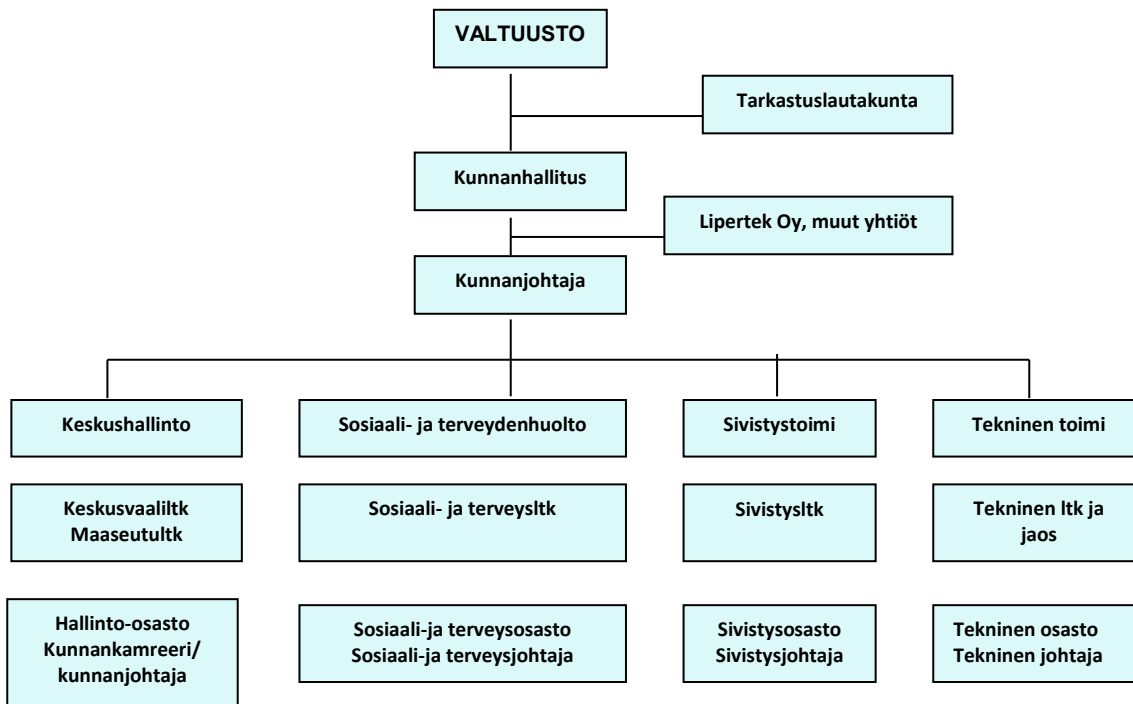 VALTUUSTO
Tarkastuslautakunta
Kunnanhallitus
Lipertek Oy, muut yhtiöt
Kunnanjohtaja
Keskushallinto
Sosiaali- ja terveydenhuolto
Sivistystoimi
Tekninen toimi
Keskusvaaliltk
Maaseutultk
Sosiaali- ja terveysltk
Sivistysltk
Tekninen ltk ja
jaos
Hallinto-osasto
Kunnankamreeri/
kunnanjohtaja
Sosiaali-ja terveysosasto
Sosiaali-ja terveysjohtaja
Sivistysosasto
Sivistysjohtaja
Tekninen osasto
Tekninen johtaja